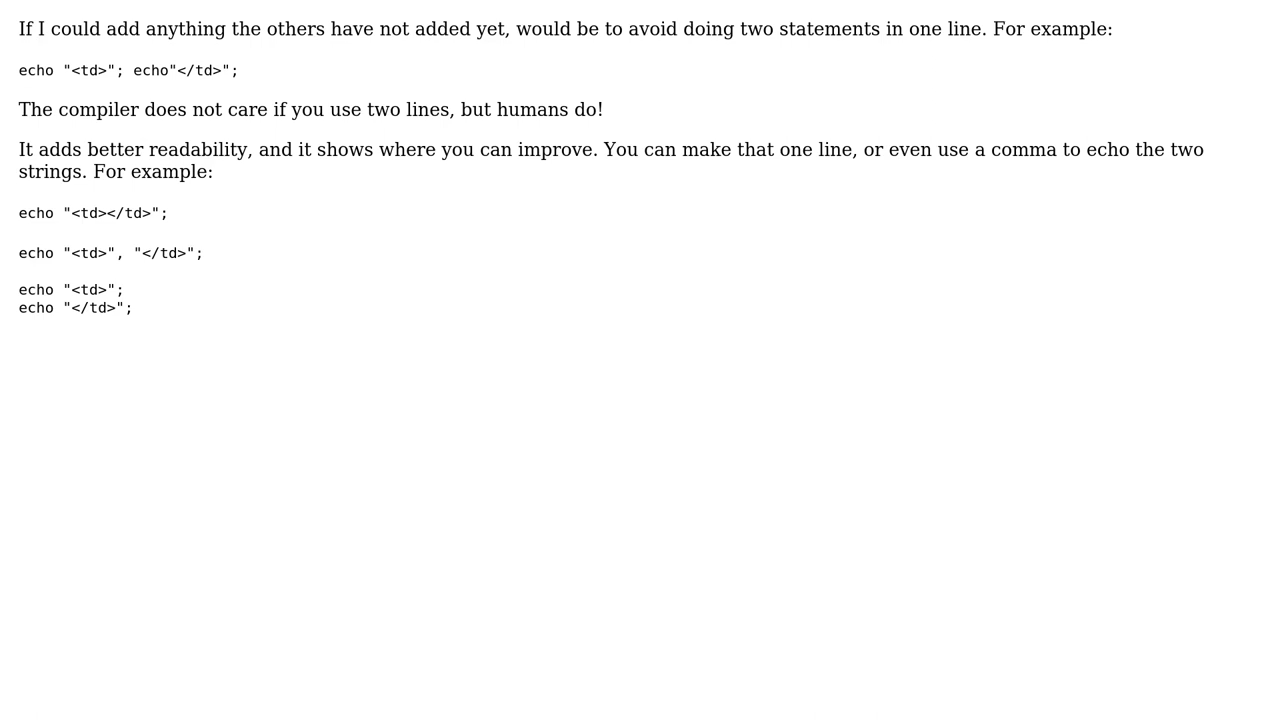 If I could add anything the others have not added yet, would be to avoid doing two statements in one line. For example:
echo "<td>"; echo"</td>";
The compiler does not care if you use two lines, but humans do!
It adds better readability, and it shows where you can improve. You can make that one line, or even use a comma to echo the two
strings. For example:
echo "<td></td>";
echo "<td>", "</td>";
echo "<td>";
echo "</td>";